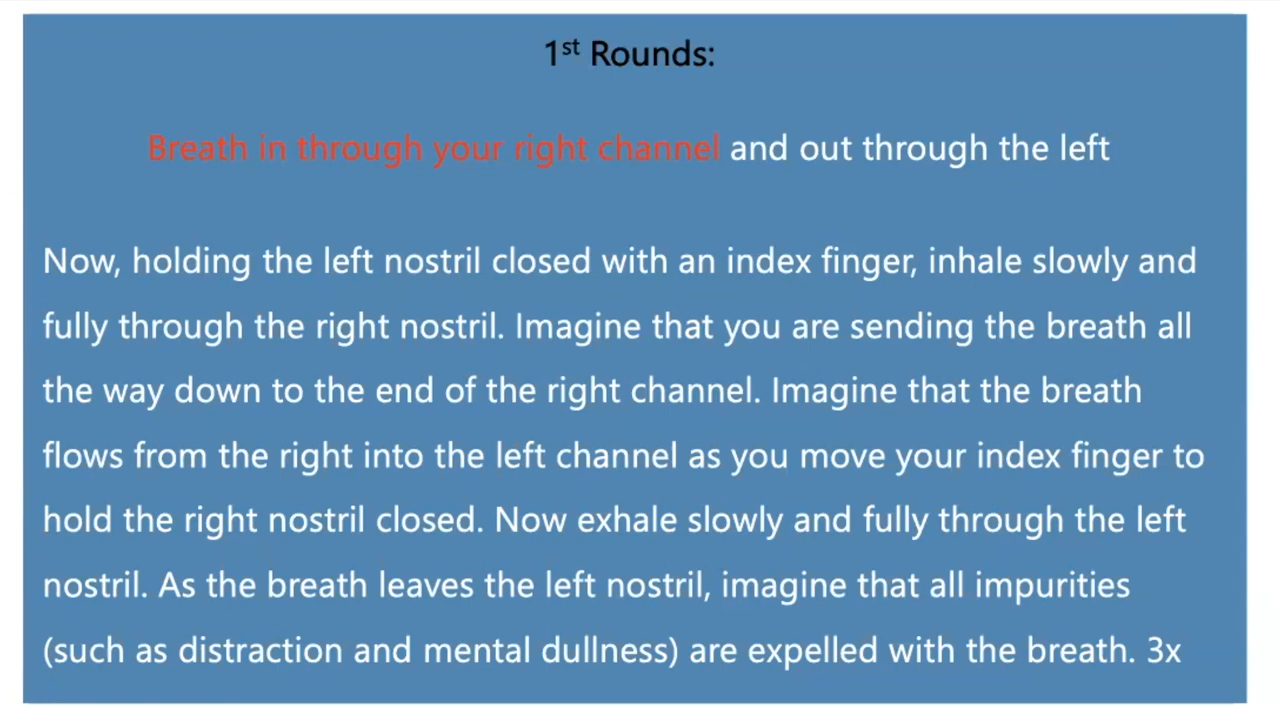 1st Rounds:
Breath in through your right channel and out through the left
Now, holding the left nostril closed with an index finger, inhale slowly and
fully through the right nostril. Imagine that you are sending the breath all
the way down to the end of the right channel. Imagine that the breath
flows from the right into the left channel as you move your index finger to
hold the right nostril closed. Now exhale slowly and fully through the left
nostril. As the breath leaves the left nostril, imagine that all impurities
(such as distraction and mental dullness) are expelled with the breath. 3x